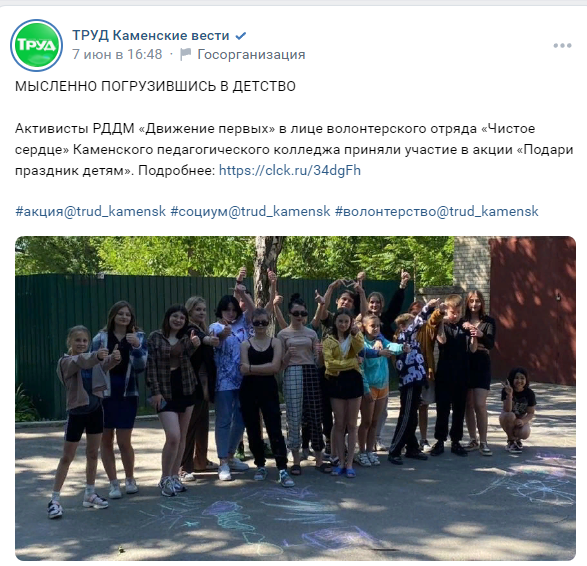 ТРУД
ТРУД Каменские вести
7 июн в 16:48 · Госорганизация
МЫСЛЕННО ПОГРУЗИВШИСЬ В ДЕТСТВО
Активисты РДДМ «Движение первых» в лице волонтерского отряда «Чистое
сердце» Каменского педагогического колледжа приняли участие в акции «Подари
праздник детям». Подробнее: https://clck.ru/34dgFh
#акция@trud_kamensk #социум@trud_kamensk #волонтерство@trud_kamensk